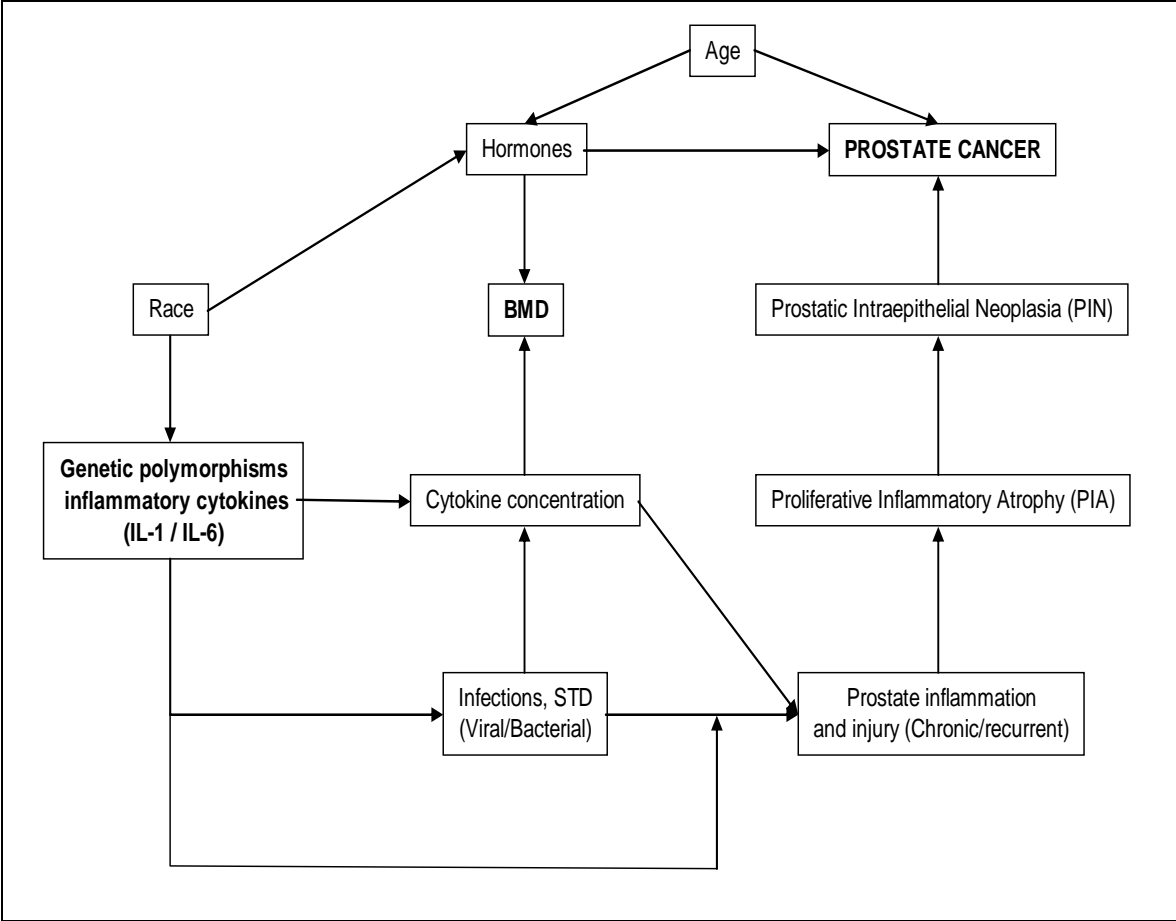 Age
Hormones
PROSTATE CANCER
Race
BMD
Prostatic Intraepithelial Neoplasia (PIN)
Genetic polymorphisms
inflammatory cytokines
(IL-1 / IL-6)
Cytokine concentration
Proliferative Inflammatory Atrophy (PIA)
Infections, STD
(Viral/Bacterial)
Prostate inflammation
and injury (Chronic/recurrent)